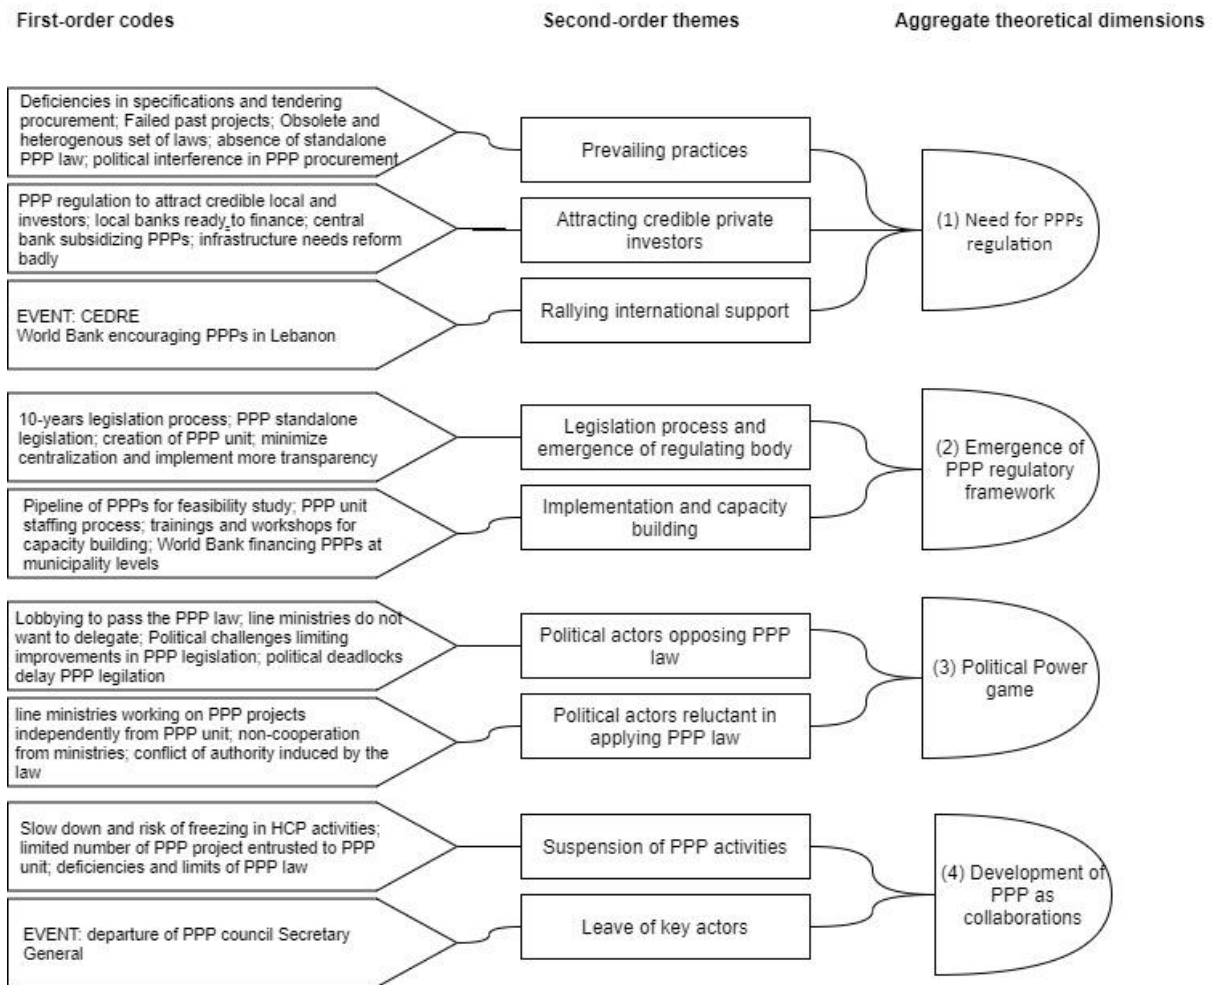 First-order codes
Second-order themes
Aggregate theoretical dimensions
Deficiencies in specifications and tendering
procurement; Failed past projects; Obsolete and
heterogenous set of laws; absence of standalone
PPP law; political interference in PPP procurement
Prevailing practices
PPP regulation to attract credible local and
investors; local banks ready to finance; central
bank subsidizing PPPs; infrastructure needs reform
badly
Attracting credible private
investors
EVENT: CEDRE
World Bank encouraging PPPs in Lebanon
Rallying international support
(1) Need for PPPs
regulation
10-years legislation process; PPP standalone
legislation; creation of PPP unit; minimize
centralization and implement more transparency
Legislation process and
emergence of regulating body
Pipeline of PPPs for feasibility study; PPP unit
staffing process; trainings and workshops for
capacity building; World Bank financing PPPs at
municipality levels
Implementation and capacity
building
(2) Emergence of
PPP regulatory
framework
Lobbying to pass the PPP law; line ministries do not
want to delegate; Political challenges limiting
improvements in PPP legislation; political deadlocks
delay PPP legilation
Political actors opposing PPP
law
line ministries working on PPP projects
independently from PPP unit; non-cooperation
from ministries; conflict of authority induced by the
law
Political actors reluctant in
applying PPP law
(3) Political Power
game
Slow down and risk of freezing in HCP activities;
limited number of PPP project entrusted to PPP
unit; deficiencies and limits of PPP law
Suspension of PPP activities
EVENT: departure of PPP council Secretary
General
Leave of key actors
(4) Development of
PPP as
collaborations